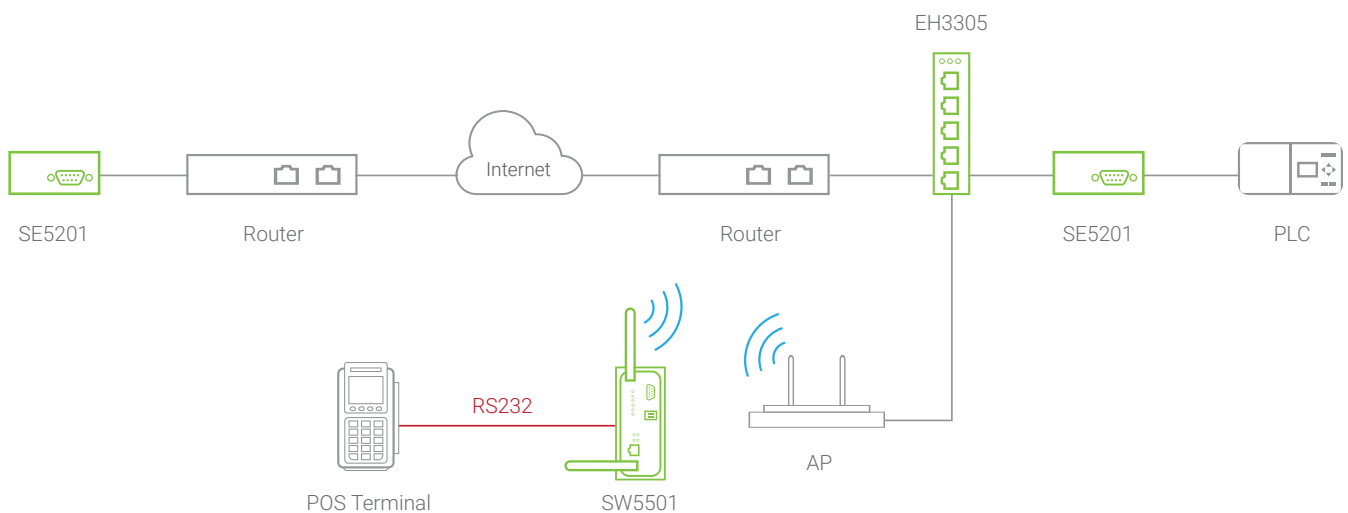 EH3305
Internet
SE5201
Router
Router
SE5201
PLC
RS232
AP
POS Terminal
SW5501